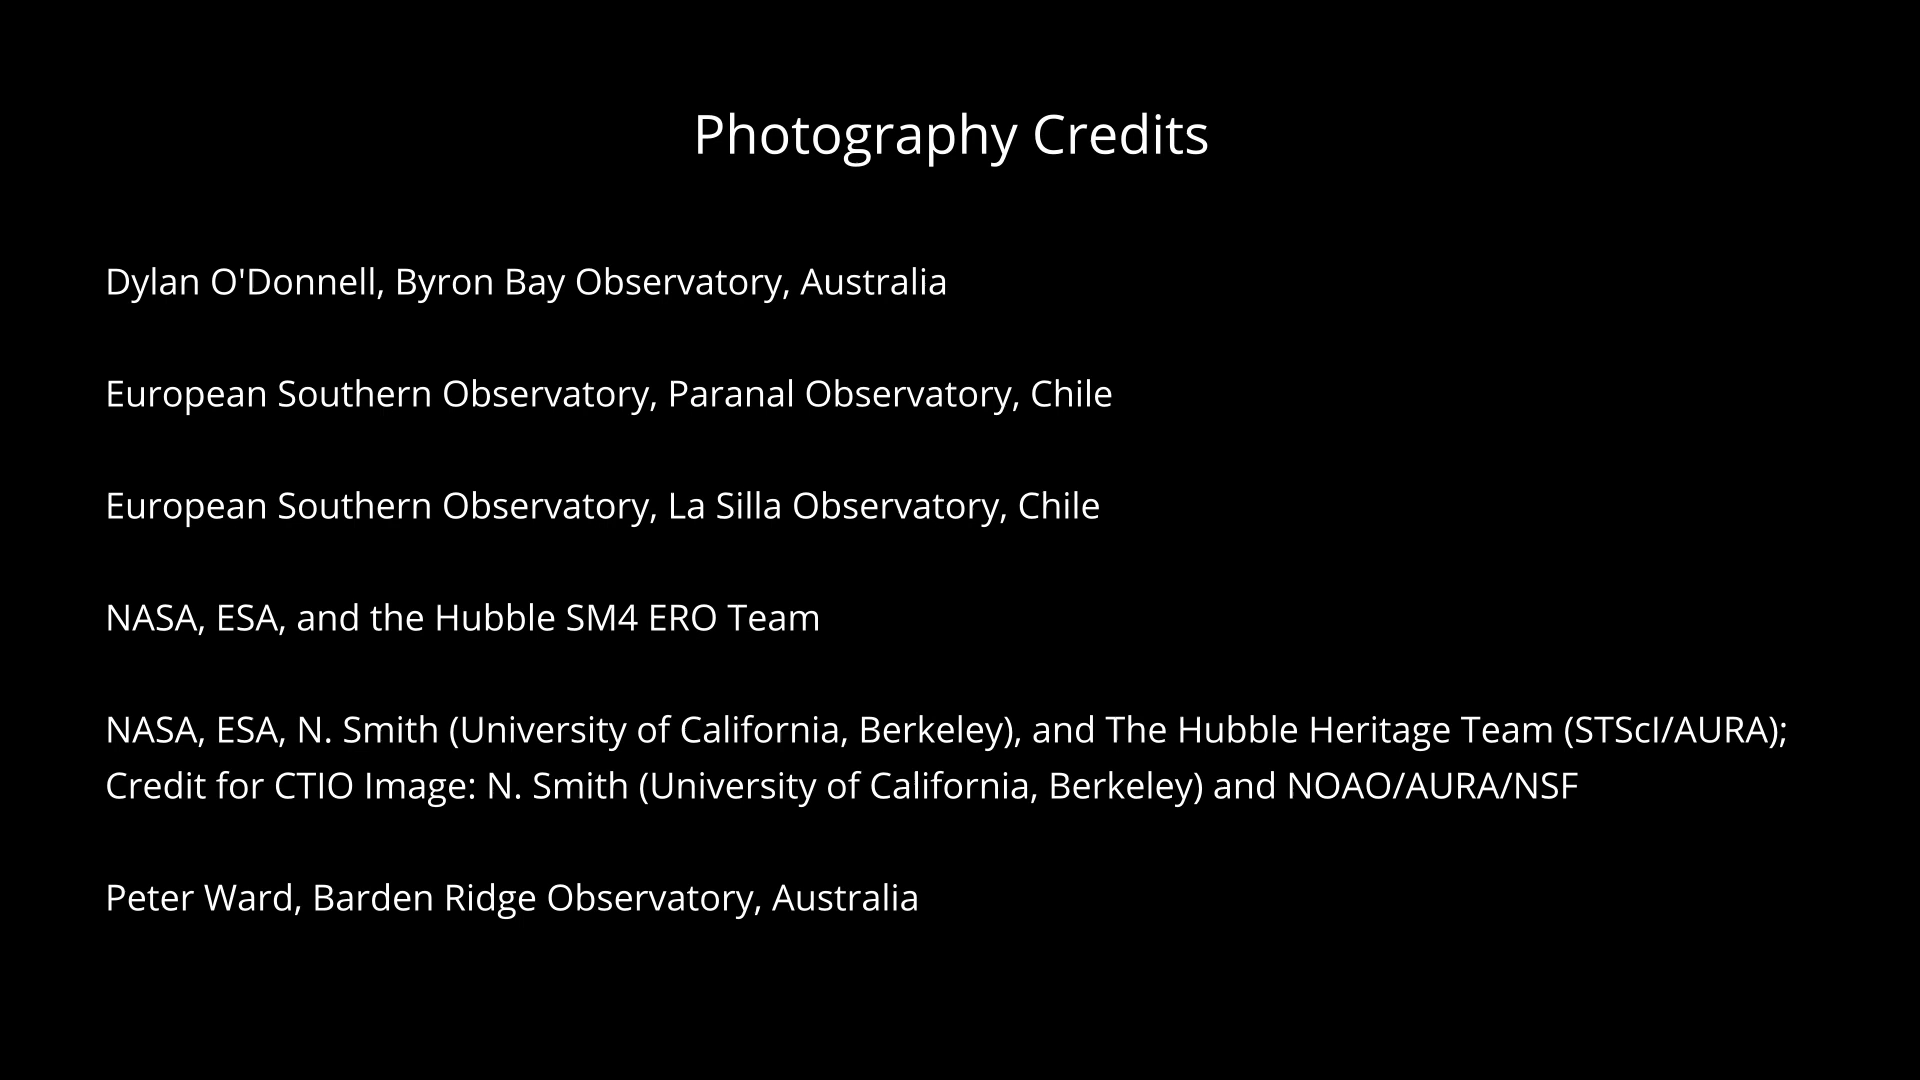 Photography Credits
Dylan O'Donnell, Byron Bay Observatory, Australia
European Southern Observatory, Paranal Observatory, Chile
European Southern Observatory, La Silla Observatory, Chile
NASA, ESA, and the Hubble SM4 ERO Team
NASA, ESA, N. Smith (University of California, Berkeley), and The Hubble Heritage Team (STScI/AURA);
Credit for CTIO Image: N. Smith (University of California, Berkeley) and NOAO/AURA/NSF
Peter Ward, Barden Ridge Observatory, Australia